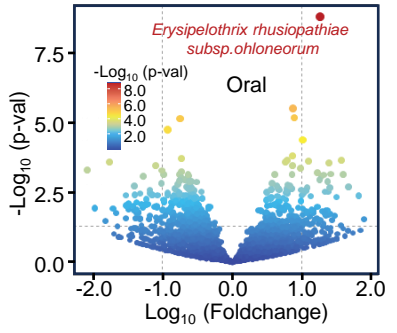 Erysipelothrix rhusiopathiae
subsp.ohloneorum
-Log10 (p-val)
8.0
6.0
4.0
2.0
Oral
-Log10 (p-val)
7.5
5.0
2.5
0.0
-2.0 -1.0 0.0 1.0 2.0
Log10 (Foldchange)